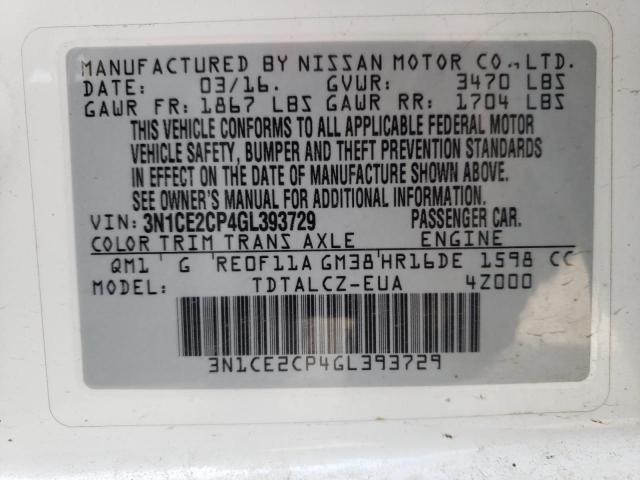 MANUFACTURED BY NISSAN MOTOR CO., LTD.
DATE: 03/16. GVWR: 3470 LBS
GAWR FR: 1867 LBS GAWR RR: 1704 LBS
THIS VEHICLE CONFORMS TO ALL APPLICABLE FEDERAL MOTOR
VEHICLE SAFETY, BUMPER AND THEFT PREVENTION STANDARDS
IN EFFECT ON THE DATE OF MANUFACTURE SHOWN ABOVE.
SEE OWNER'S MANUAL FOR ADDITIONAL INFORMATION.
VIN: 3N1CE2CP4GL393729 PASSENGER CAR.
COLOR TRIM TRANS AXLE ENGINE
QM1 G RE0F11A GM38 HR16DE 1598 CC
MODEL: TDTALCZ-EUA 4Z000
3N1CE2CP4GL393729